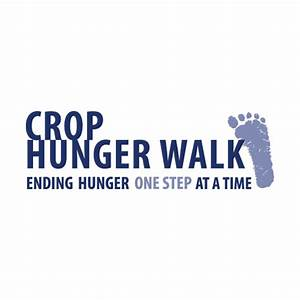 CROP
HUNGER WALK
ENDING HUNGER ONE STEP AT A TIME